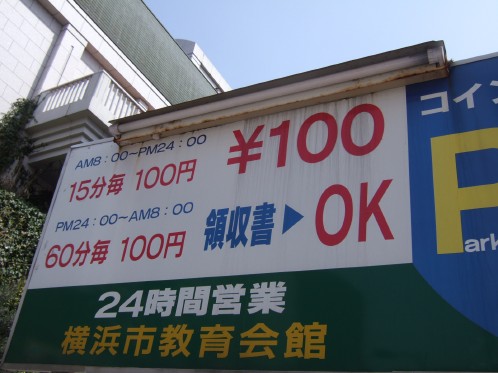 AM8:00~PM24:00
15分毎 100円
¥100
PM24:00~AM8:00
60分毎 100円
領収書▶OK
24時間営業
横浜市教育会館
コイン
Park